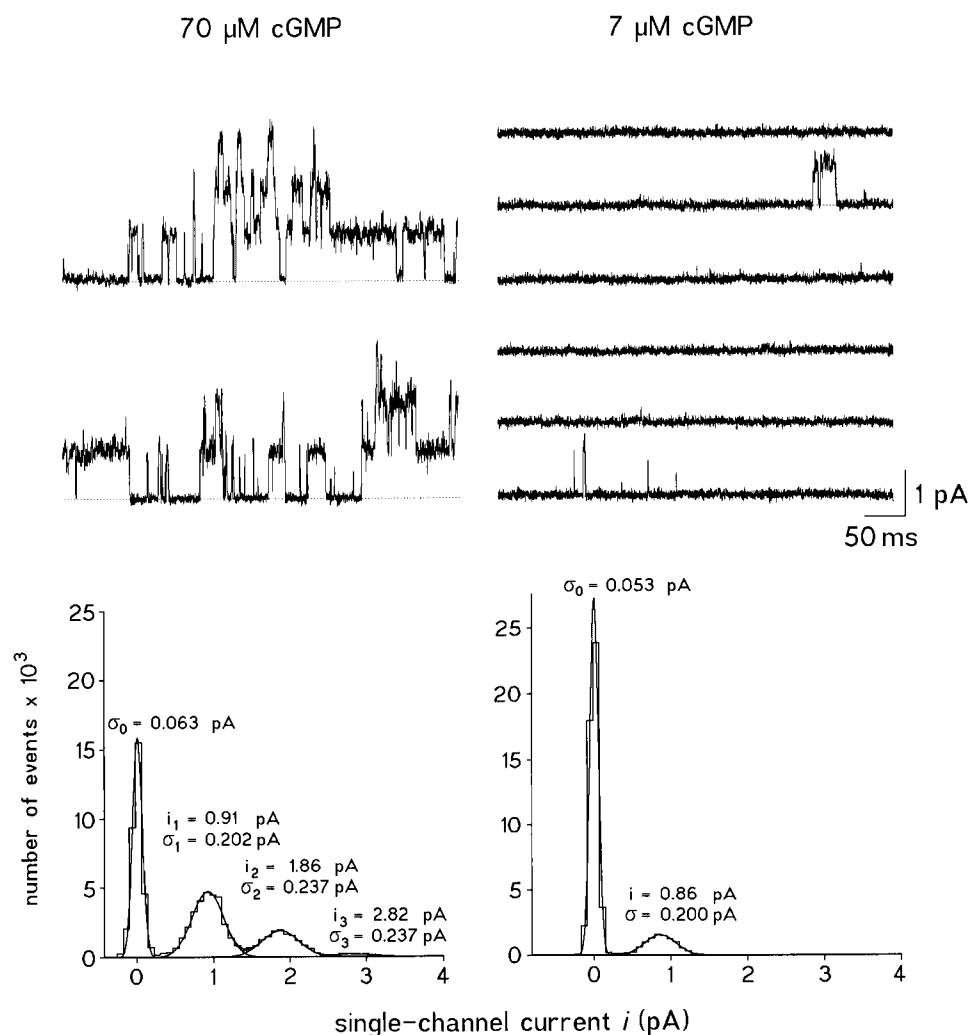 70 µM cGMP
7 µM cGMP
1 pA
50 ms
number of events x 10³
25
20
15
10
5
0
σ₀ = 0.063 pA
i₁ = 0.91 pA
σ₁ = 0.202 pA
i₂ = 1.86 pA
σ₂ = 0.237 pA
i₃ = 2.82 pA
σ₃ = 0.237 pA
0 1 2 3 4
σ₀ = 0.053 pA
25
20
15
10
5
0
i = 0.86 pA
σ = 0.200 pA
0 1 2 3 4
single-channel current i (pA)